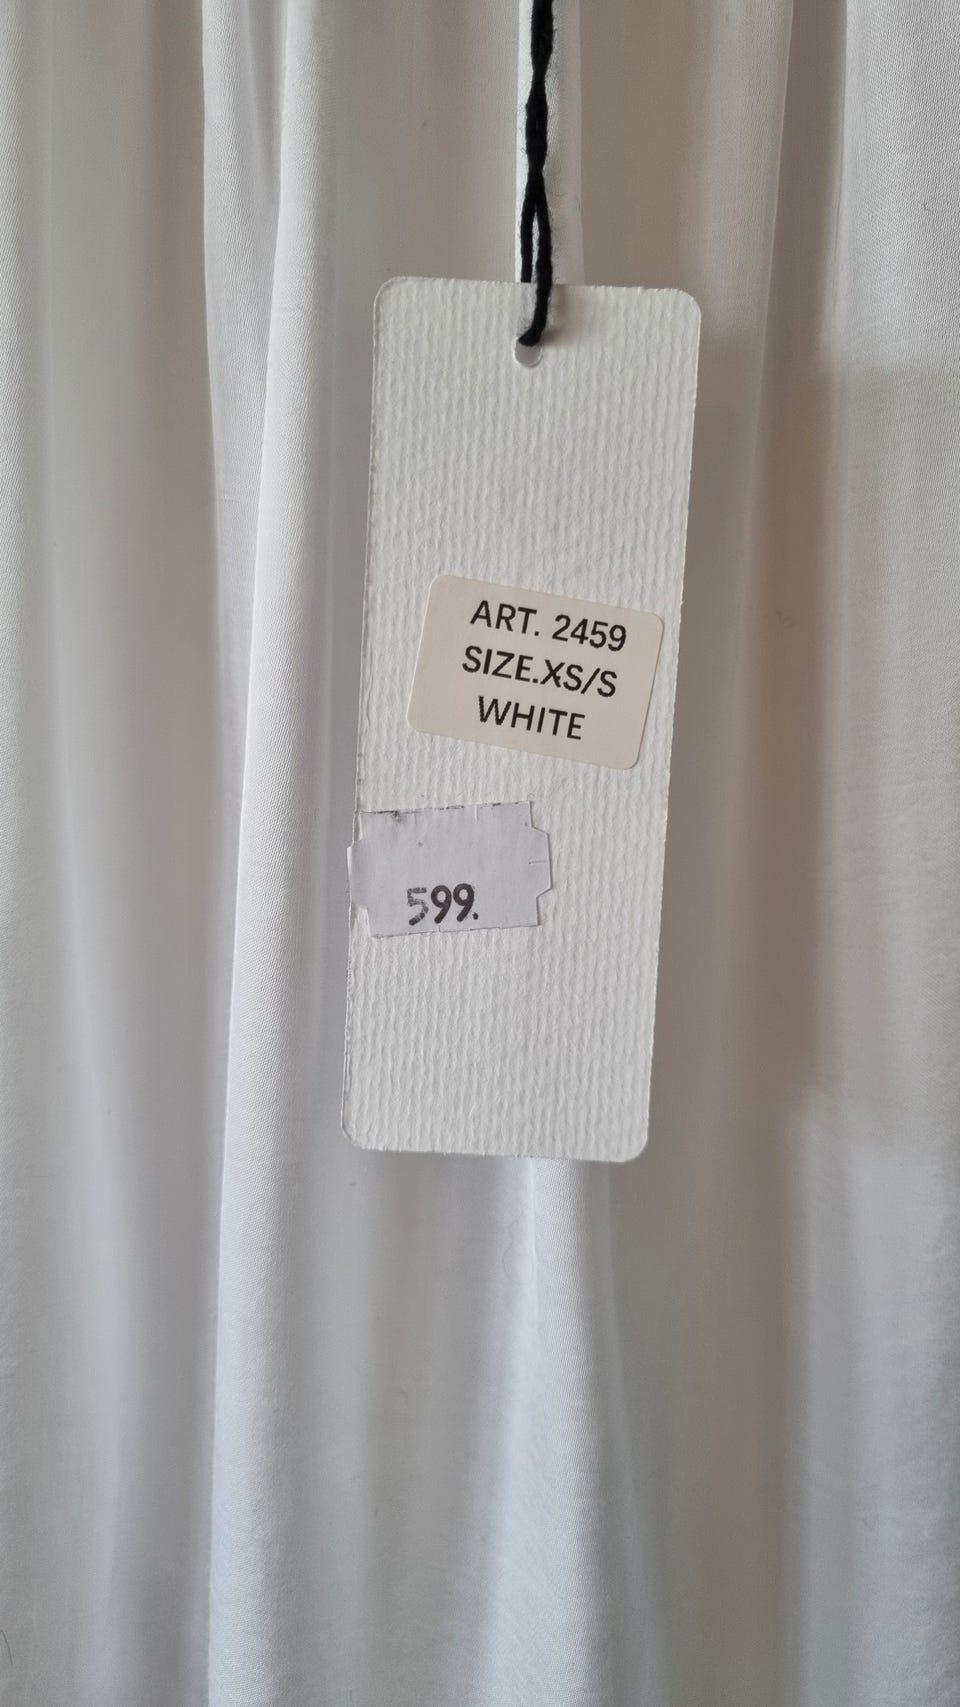 ART. 2459
SIZE.XS/S
WHITE
599.